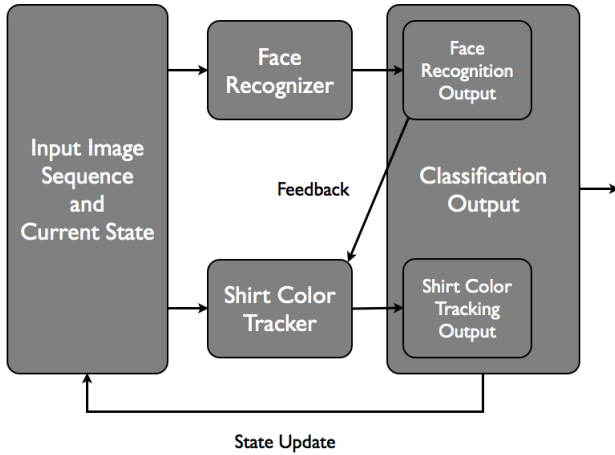 Input Image
Sequence
and
Current State
Face
Recognizer
Face
Recognition
Output
Feedback
Classification
Output
Shirt Color
Tracker
Shirt Color
Tracking
Output
State Update